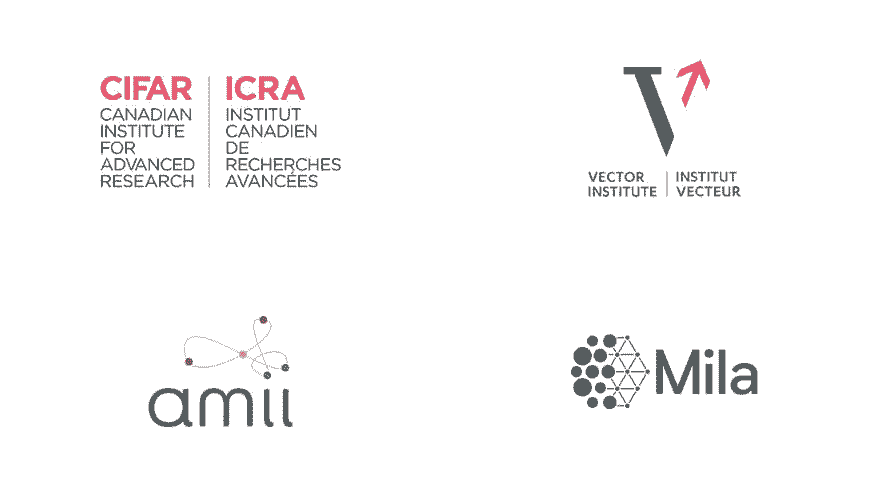 CIFAR
CANADIAN
INSTITUTE
FOR
ADVANCED
RESEARCH
ICRA
INSTITUT
CANADIEN
DE
RECHERCHES
AVANCÉES
VECTOR
INSTITUTE
INSTITUT
VECTEUR
amii
Mila